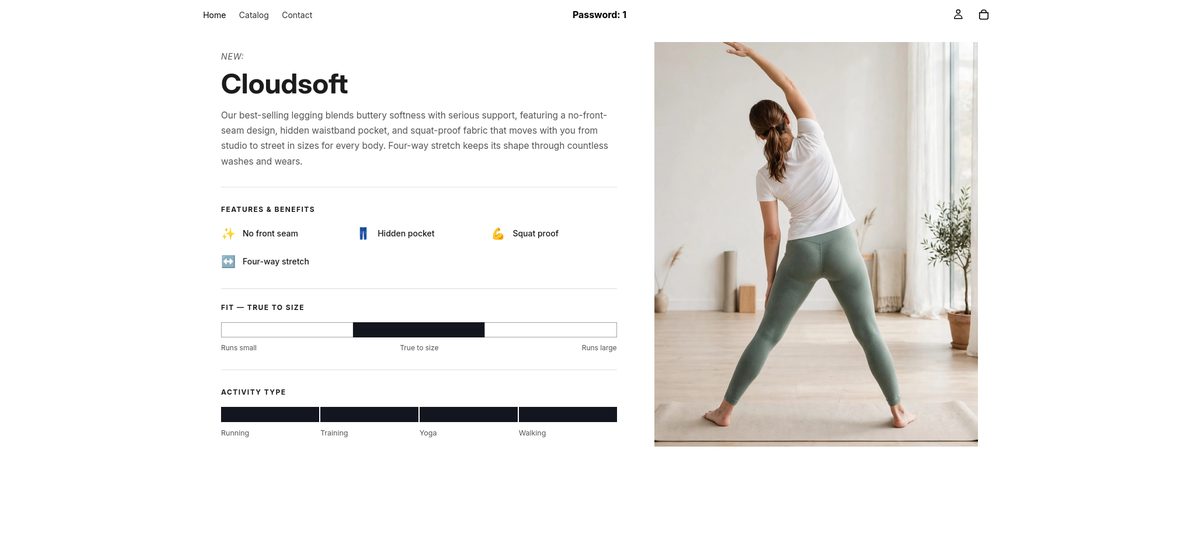 Home Catalog Contact
Password: 1
NEW:
Cloudsoft
Our best-selling legging blends buttery softness with serious support, featuring a no-front-
seam design, hidden waistband pocket, and squat-proof fabric that moves with you from
studio to street in sizes for every body. Four-way stretch keeps its shape through countless
washes and wears.
FEATURES & BENEFITS
No front seam
Hidden pocket
Squat proof
Four-way stretch
FIT — TRUE TO SIZE
Runs small True to size Runs large
ACTIVITY TYPE
Running Training Yoga Walking